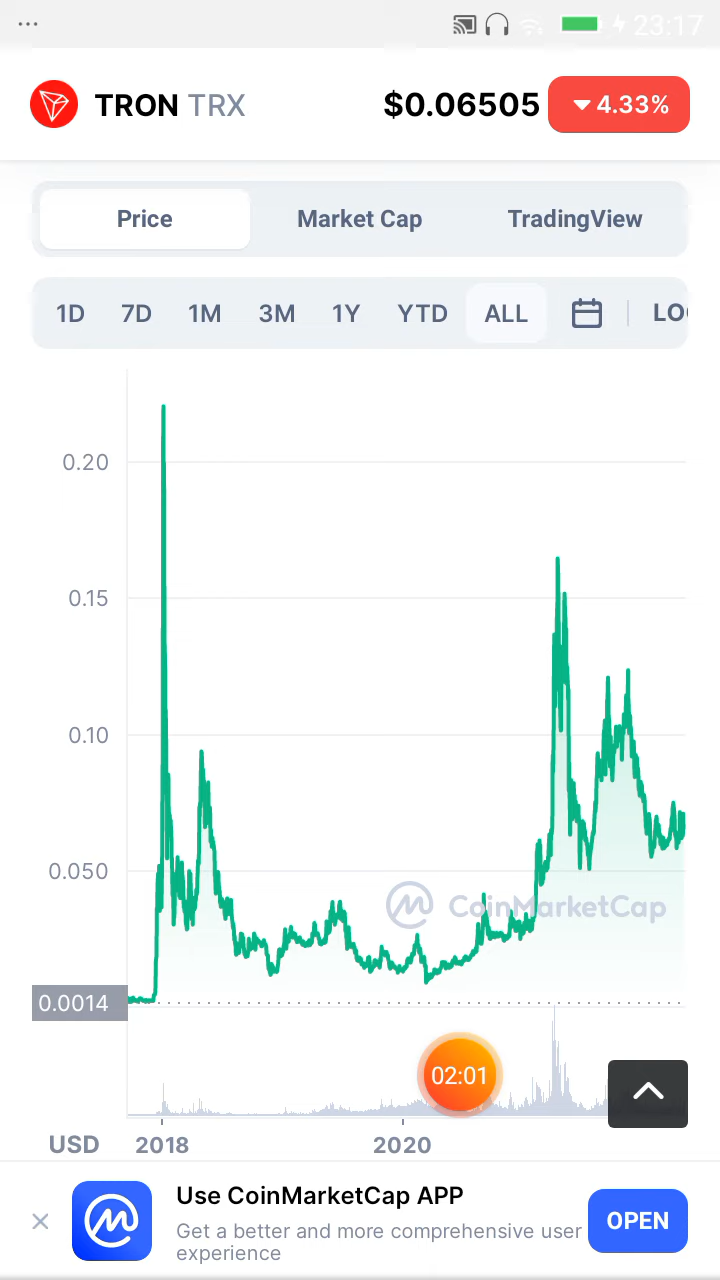 ... 23:17
TRON TRX $0.06505 4.33%
Price Market Cap TradingView
1D 7D 1M 3M 1Y YTD ALL LO
0.20
0.15
0.10
0.050
CoinMarketCap
0.0014
02:01
USD 2018 2020
Use CoinMarketCap APP
Get a better and more comprehensive user
experience
OPEN